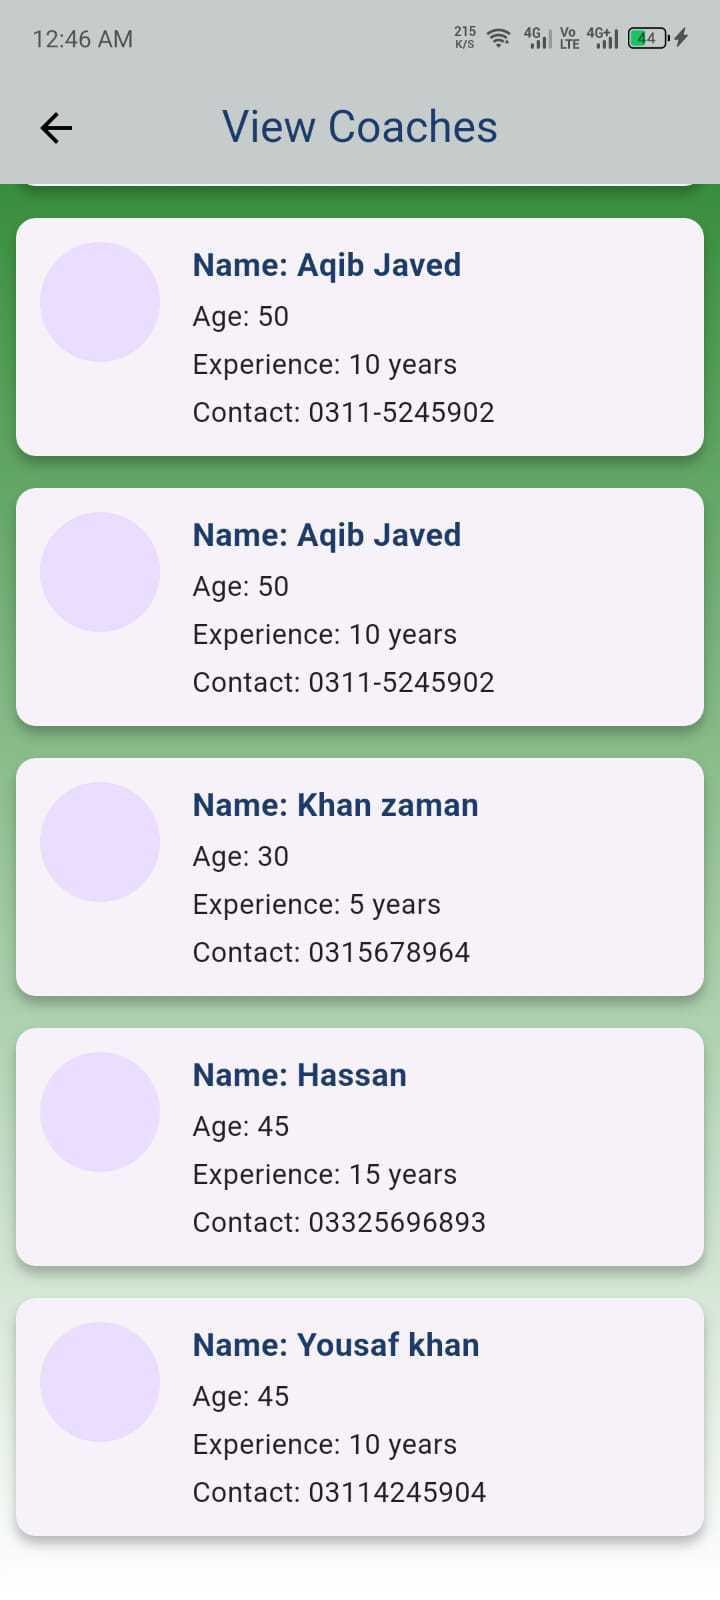 12:46 AM
215
K/S
4G
Vo
LTE
4G+
44
View Coaches
Name: Aqib Javed
Age: 50
Experience: 10 years
Contact: 0311-5245902
Name: Aqib Javed
Age: 50
Experience: 10 years
Contact: 0311-5245902
Name: Khan zaman
Age: 30
Experience: 5 years
Contact: 0315678964
Name: Hassan
Age: 45
Experience: 15 years
Contact: 03325696893
Name: Yousaf khan
Age: 45
Experience: 10 years
Contact: 03114245904